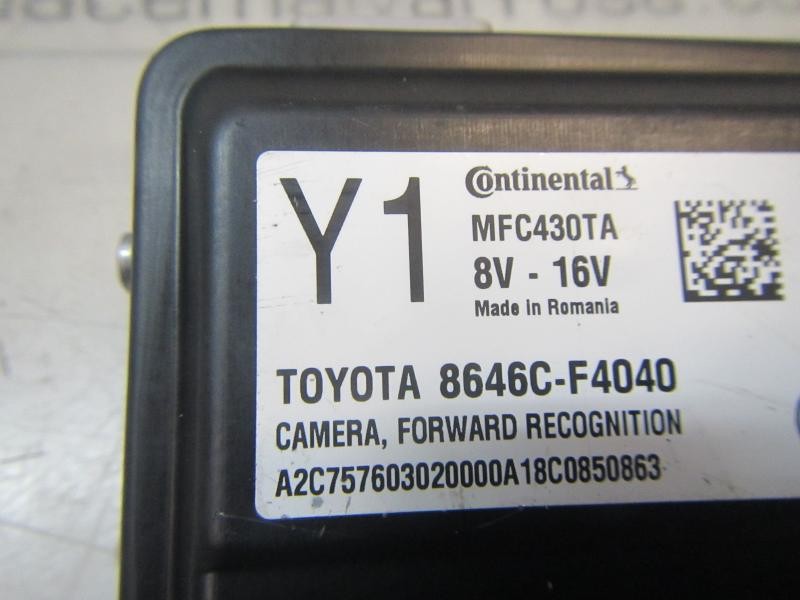 Y1
Continental
MFC430TA
8V - 16V
Made in Romania
TOYOTA 8646C-F4040
CAMERA, FORWARD RECOGNITION
A2C757603020000A18C0850863